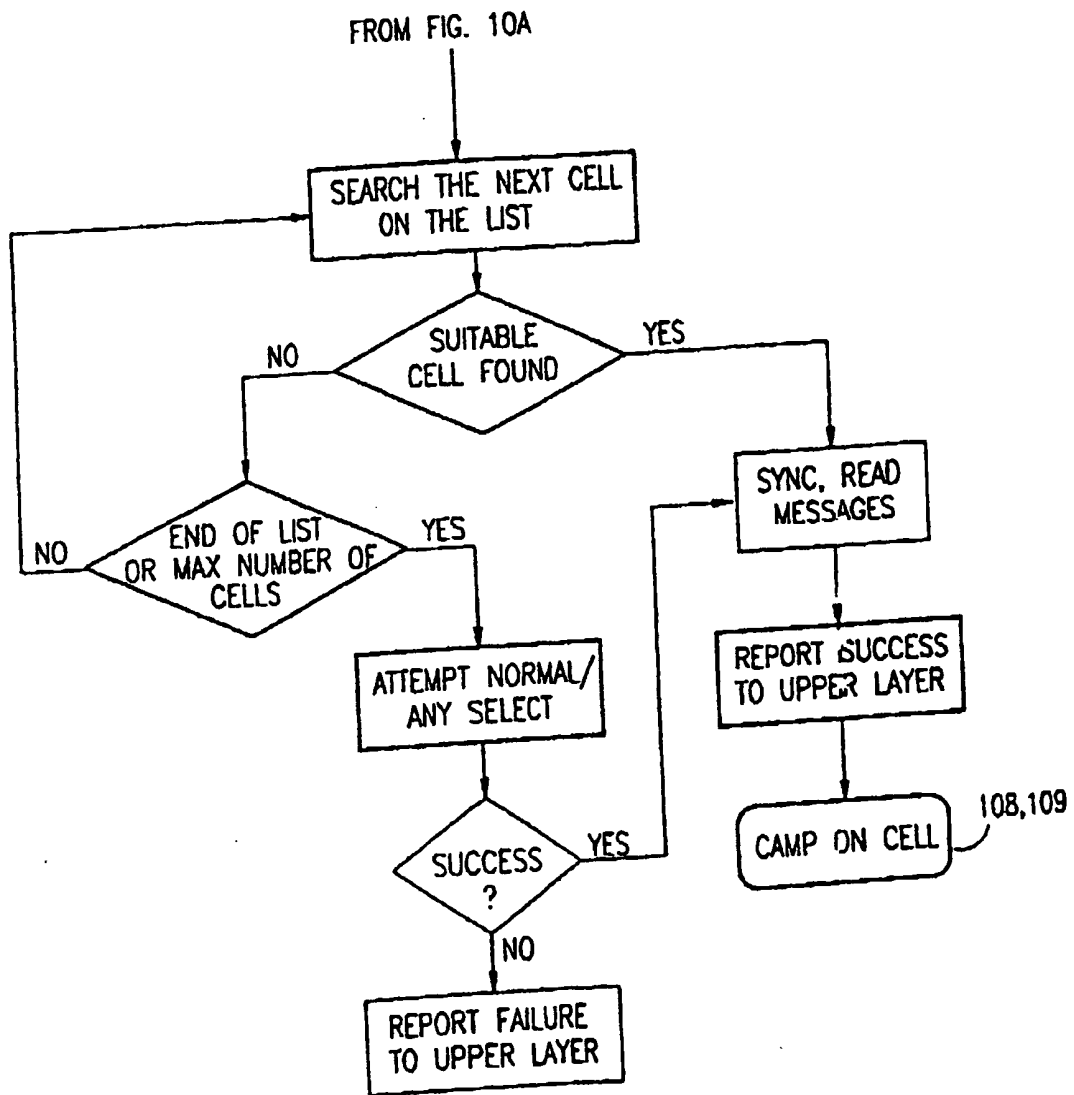 FROM FIG. 10A
SEARCH THE NEXT CELL
ON THE LIST
SUITABLE
CELL FOUND
NO
YES
END OF LIST
OR MAX NUMBER OF
CELLS
NO
YES
SYNC, READ
MESSAGES
ATTEMPT NORMAL/
ANY SELECT
REPORT SUCCESS
TO UPPER LAYER
SUCCESS
?
YES
NO
CAMP ON CELL
108,109
REPORT FAILURE
TO UPPER LAYER